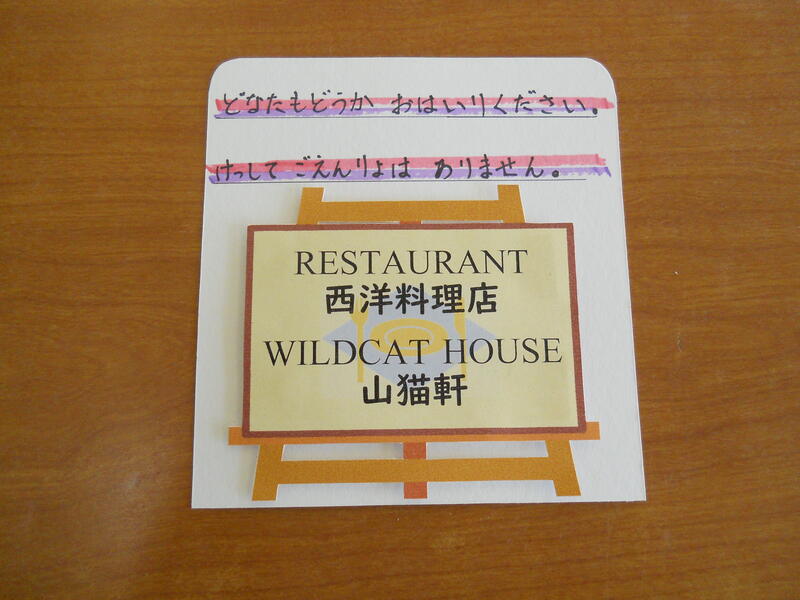 どなたもどうか おはいりください。
けっして ごえんりょは ありません。
RESTAURANT
西洋料理店
WILDCAT HOUSE
山猫軒